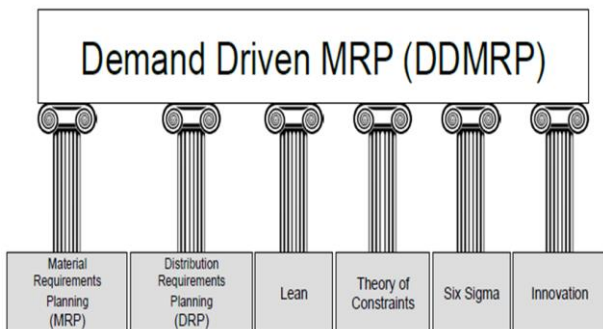 Demand Driven MRP (DDMRP)
Material
Requirements
Planning
(MRP)
Distribution
Requirements
Planning
(DRP)
Lean
Theory of
Constraints
Six Sigma
Innovation